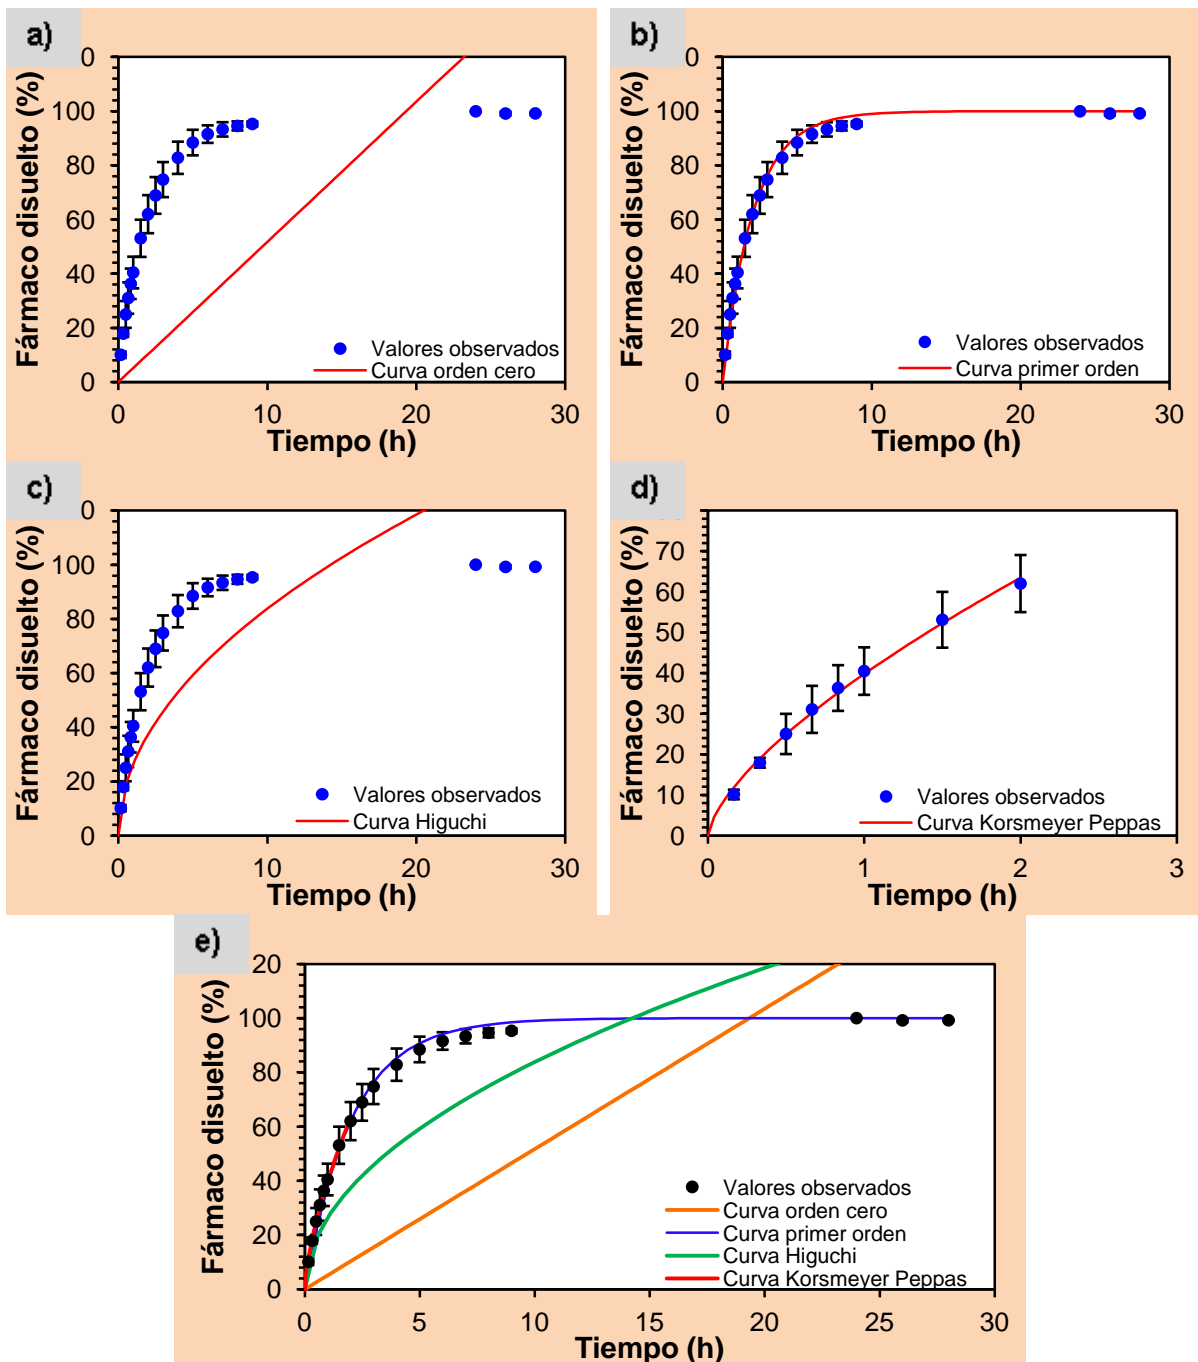 a)
0
100
80
60
40
20
0
Fármaco disuelto (%)
Valores observados
Curva orden cero
0 10 20 30
Tiempo (h)
b)
0
100
80
60
40
20
0
Fármaco disuelto (%)
Valores observados
Curva primer orden
0 10 20 30
Tiempo (h)
c)
0
100
80
60
40
20
0
Fármaco disuelto (%)
Valores observados
Curva Higuchi
0 10 20 30
Tiempo (h)
d)
70
60
50
40
30
20
10
0
Fármaco disuelto (%)
Valores observados
Curva Korsmeyer Peppas
0 1 2 3
Tiempo (h)
e)
20
100
80
60
40
20
0
Fármaco disuelto (%)
Valores observados
Curva orden cero
Curva primer orden
Curva Higuchi
Curva Korsmeyer Peppas
0 5 10 15 20 25 30
Tiempo (h)